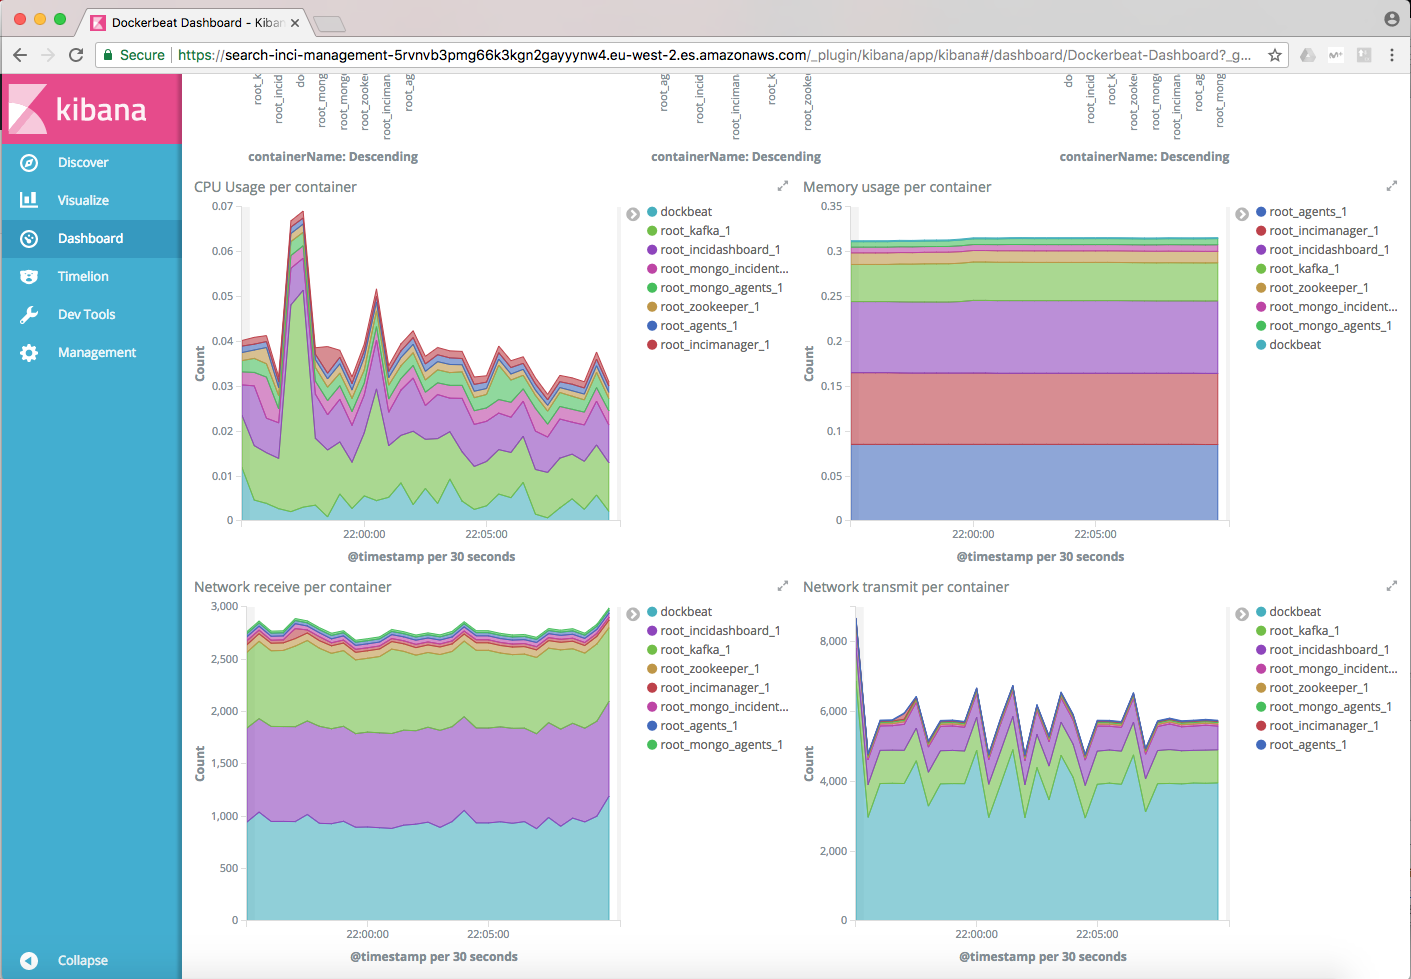 Dockerbeat Dashboard - Kiban
Secure
https://search-inci-management-5rvnvb3pmg66k3kgn2gayyynw4.eu-west-2.es.amazonaws.com/_plugin/kibana/app/kibana#/dashboard/Dockerbeat-Dashboard?_g...
kibana
Discover
Visualize
Dashboard
Timelion
Dev Tools
Management
Collapse
root_k
root_incid
do
root_mong
root_mongo
root_zooke
root_inciman
root_ag
containerName: Descending
root_ag
root_incid
root_inciman
root_k
root_zooke
containerName: Descending
do
root_incid
root_k
root_zooke
root_mong
root_inciman
root_ag
root_mong
containerName: Descending
CPU Usage per container
0.07
0.06
0.05
0.04
0.03
0.02
0.01
0
Count
22:00:00
22:05:00
@timestamp per 30 seconds
dockbeat
root_kafka_1
root_incidashboard_1
root_mongo_incident...
root_mongo_agents_1
root_zookeeper_1
root_agents_1
root_incimanager_1
Memory usage per container
0.35
0.3
0.25
0.2
0.15
0.1
0.05
0
Count
22:00:00
22:05:00
@timestamp per 30 seconds
root_agents_1
root_incimanager_1
root_incidashboard_1
root_kafka_1
root_zookeeper_1
root_mongo_incident...
root_mongo_agents_1
dockbeat
Network receive per container
3,000
2,500
2,000
1,500
1,000
500
0
Count
22:00:00
22:05:00
@timestamp per 30 seconds
dockbeat
root_incidashboard_1
root_kafka_1
root_zookeeper_1
root_incimanager_1
root_mongo_incident...
root_agents_1
root_mongo_agents_1
Network transmit per container
8,000
6,000
4,000
2,000
0
Count
22:00:00
22:05:00
@timestamp per 30 seconds
dockbeat
root_kafka_1
root_incidashboard_1
root_mongo_incident...
root_zookeeper_1
root_mongo_agents_1
root_incimanager_1
root_agents_1